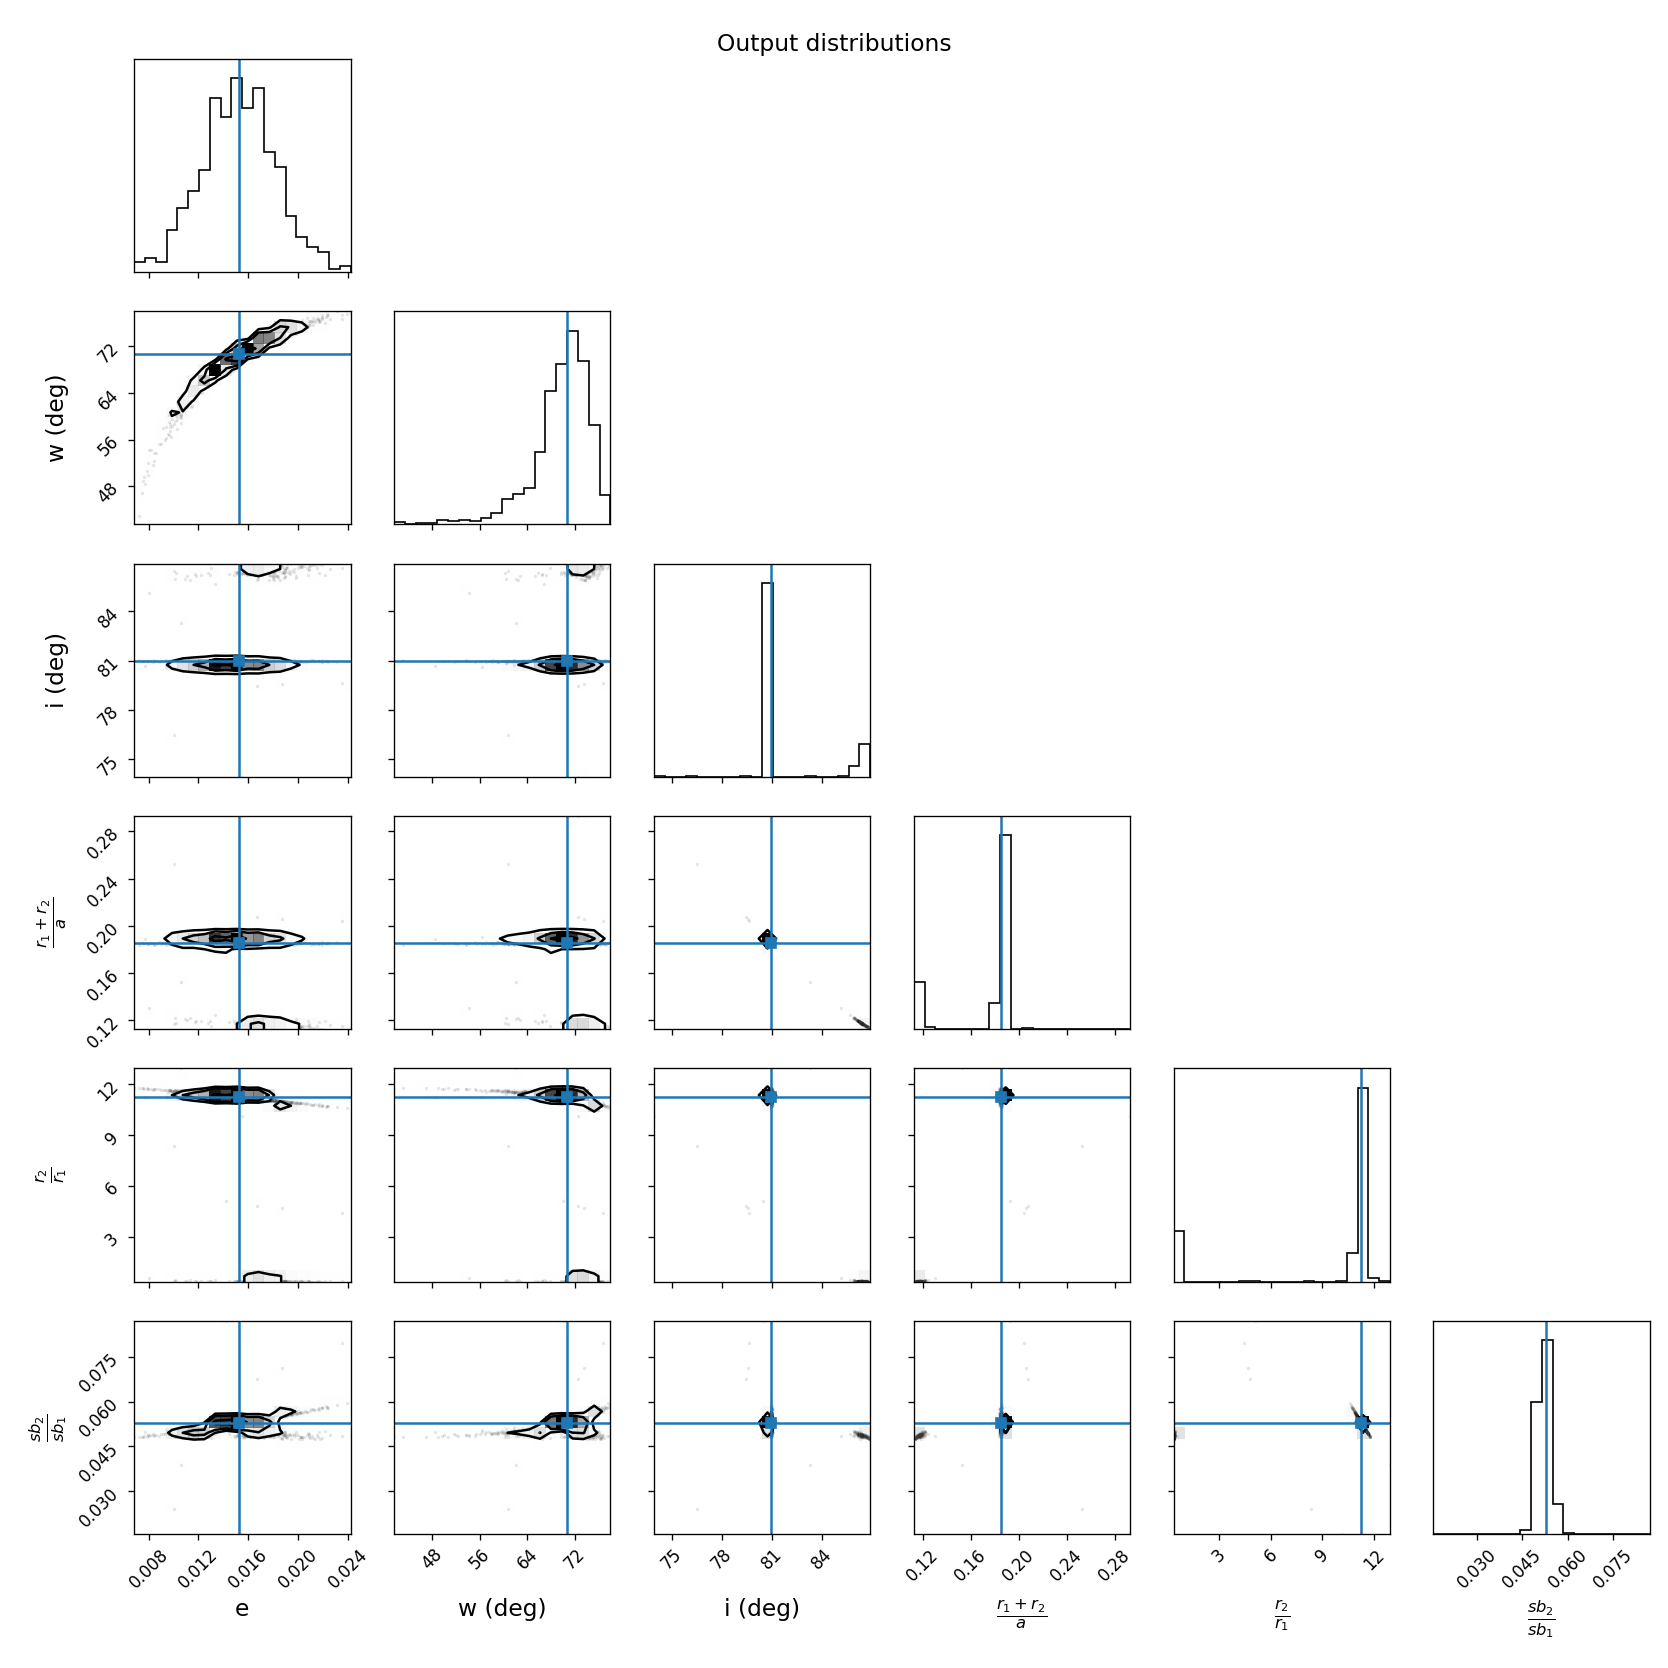 Output distributions
w (deg)
72
64
56
48
i (deg)
84
81
78
75
r₁ + r₂
a
0.28
0.24
0.20
0.16
0.12
r₂
r₁
12
9
6
3
sb₂
sb₁
0.075
0.060
0.045
0.030
0.008 0.012 0.016 0.020 0.024 48 56 64 72 75 78 81 84 0.12 0.16 0.20 0.24 0.28 3 6 9 12 0.030 0.045 0.060 0.075
e w (deg) i (deg) r₁ + r₂ r₂ sb₂
a r₁ sb₁